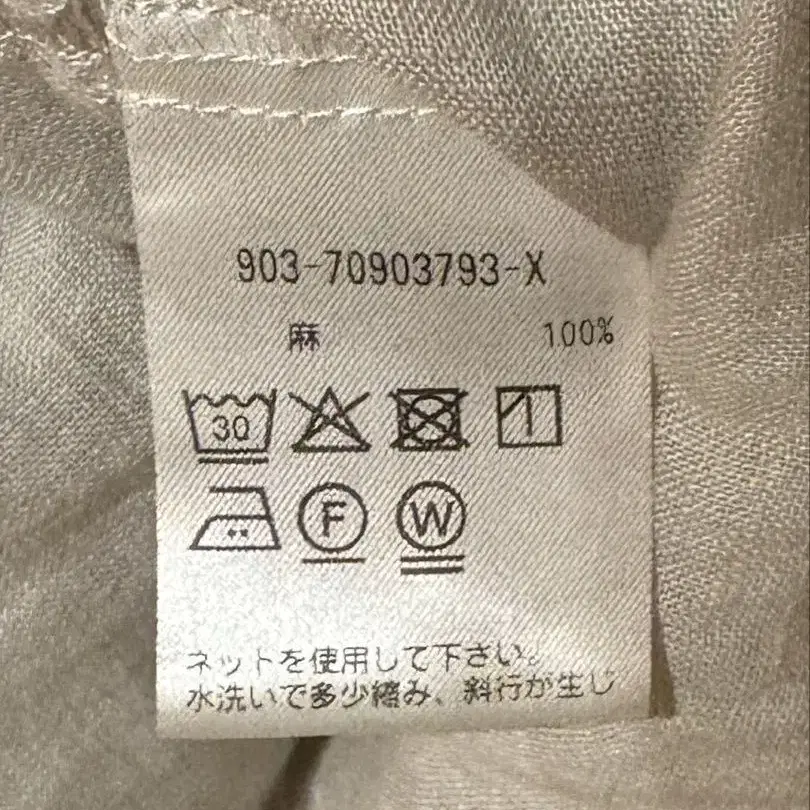 903-70903793-X
麻 100%
30
F W
ネットを使用して下さい。
水洗いで多少縮み、斜行が生じ